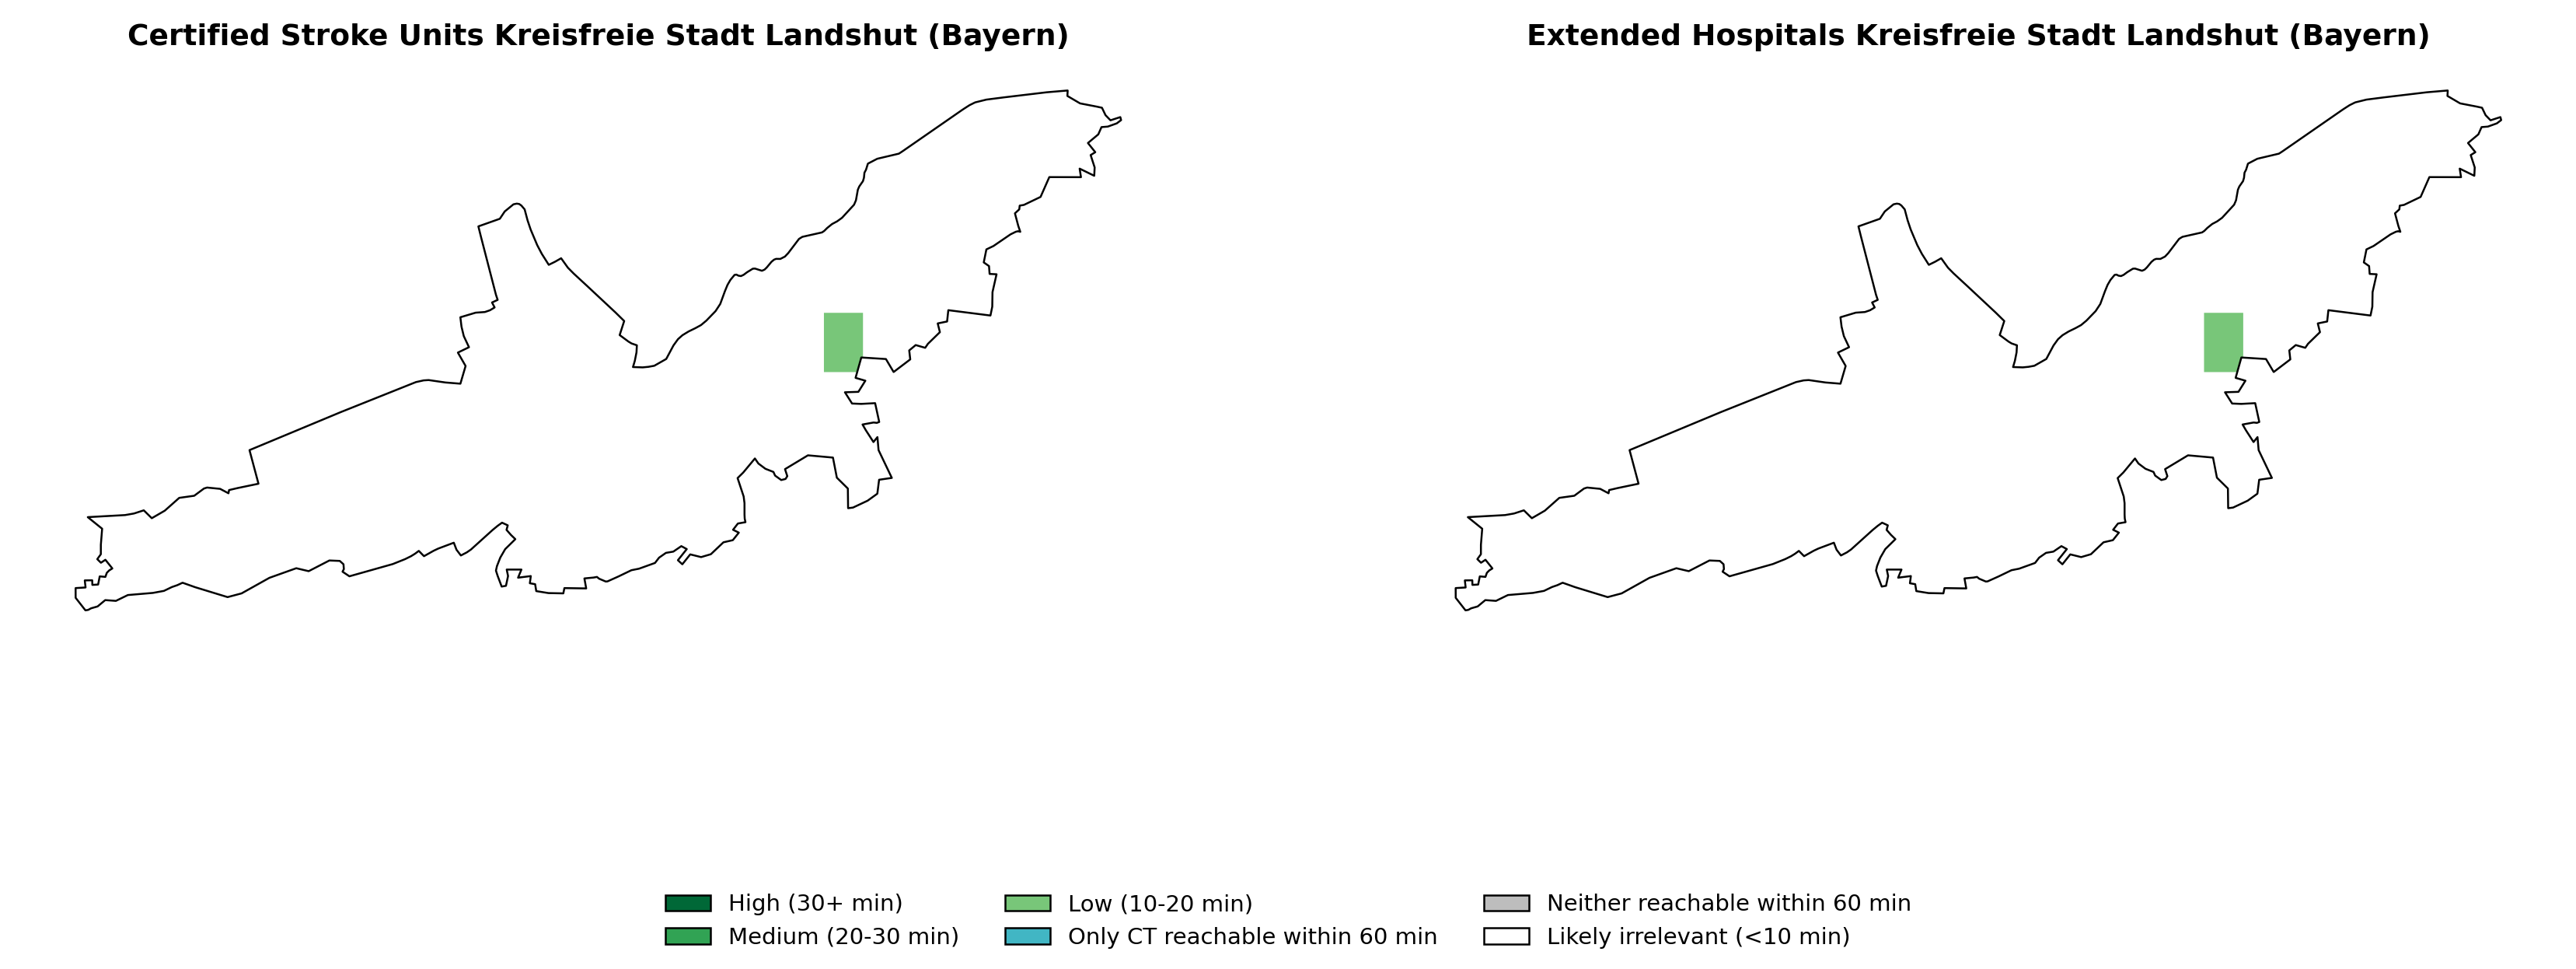 Certified Stroke Units Kreisfreie Stadt Landshut (Bayern)
Extended Hospitals Kreisfreie Stadt Landshut (Bayern)
High (30+ min)
Medium (20-30 min)
Low (10-20 min)
Only CT reachable within 60 min
Neither reachable within 60 min
Likely irrelevant (<10 min)